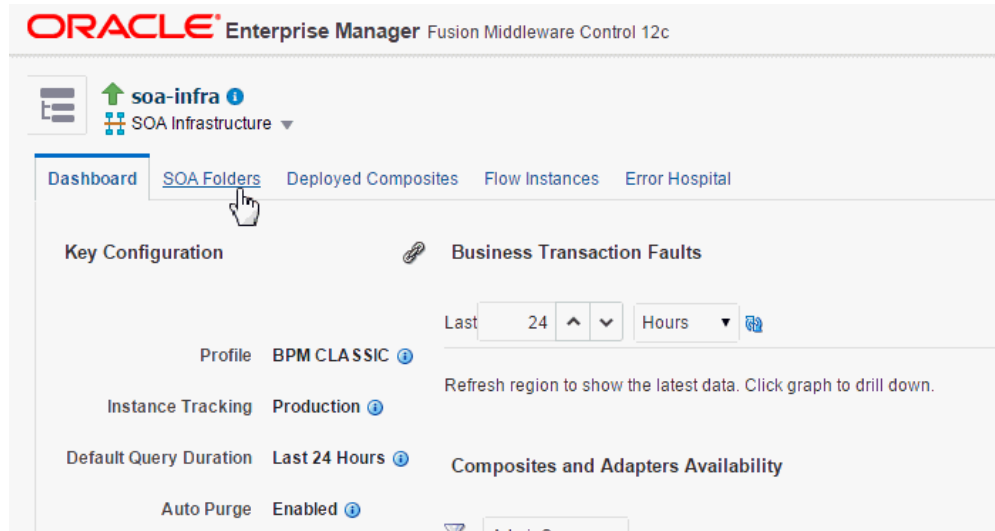 ORACLE Enterprise Manager Fusion Middleware Control 12c
soa-infra
SOA Infrastructure
Dashboard SOA Folders Deployed Composites Flow Instances Error Hospital
Key Configuration
Profile BPM CLASSIC
Instance Tracking Production
Default Query Duration Last 24 Hours
Auto Purge Enabled
Business Transaction Faults
Last 24 Hours
Refresh region to show the latest data. Click graph to drill down.
Composites and Adapters Availability